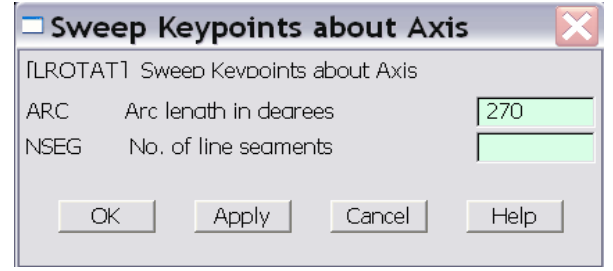 Sweep Keypoints about Axis
[LROTAT] Sweep Keypoints about Axis
ARC Arc length in degrees 270
NSEG No. of line segments
OK Apply Cancel Help